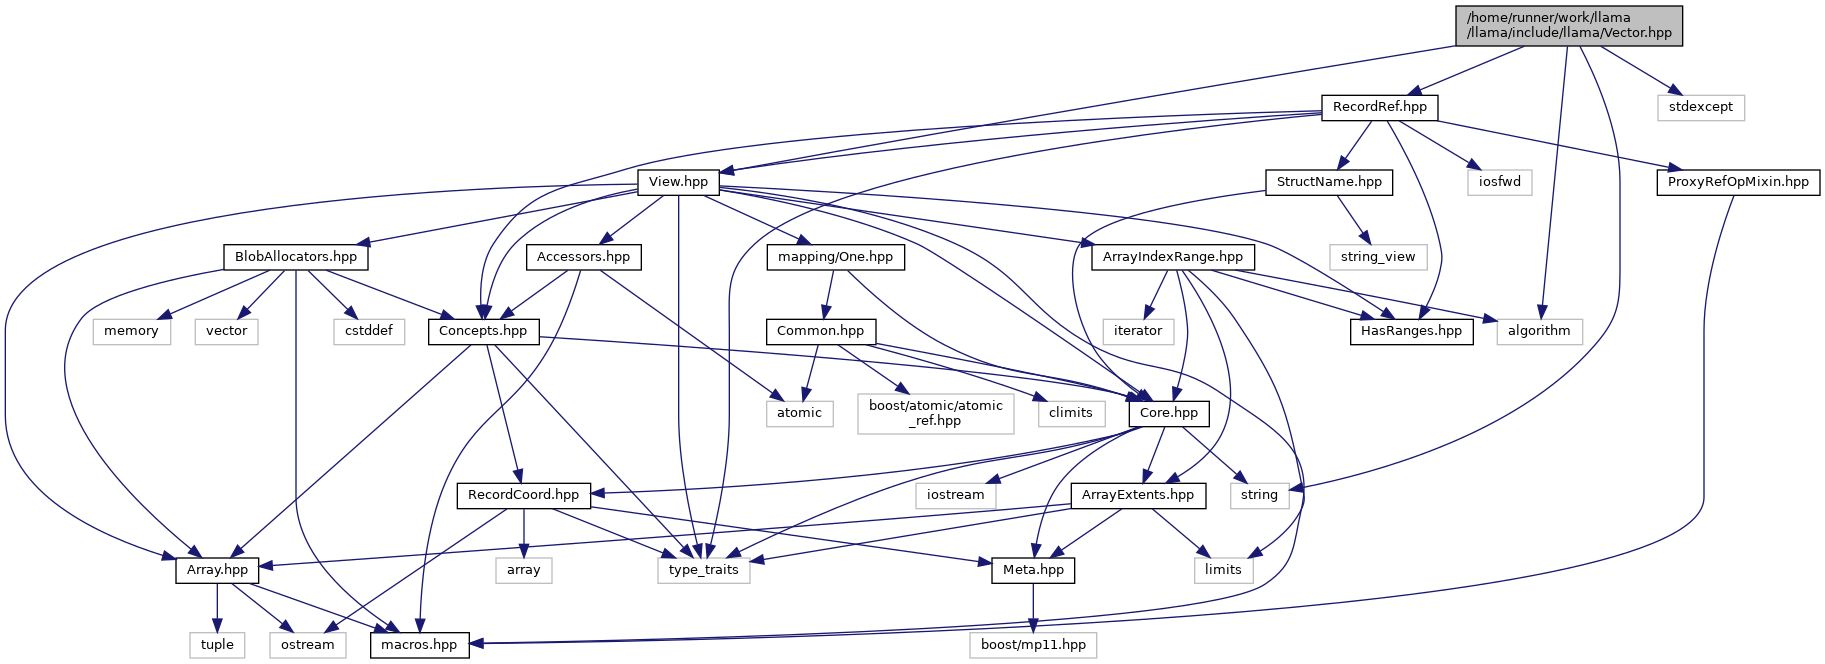 /home/runner/work/llama
/llama/include/llama/Vector.hpp
RecordRef.hpp
stdexcept
View.hpp
StructName.hpp
iosfwd
ProxyRefOpMixin.hpp
BlobAllocators.hpp
Accessors.hpp
mapping/One.hpp
ArrayIndexRange.hpp
string_view
memory
vector
cstddef
Concepts.hpp
Common.hpp
iterator
HasRanges.hpp
algorithm
atomic
boost/atomic/atomic
_ref.hpp
climits
Core.hpp
RecordCoord.hpp
iostream
ArrayExtents.hpp
string
Array.hpp
array
type_traits
Meta.hpp
limits
tuple
ostream
macros.hpp
boost/mp11.hpp